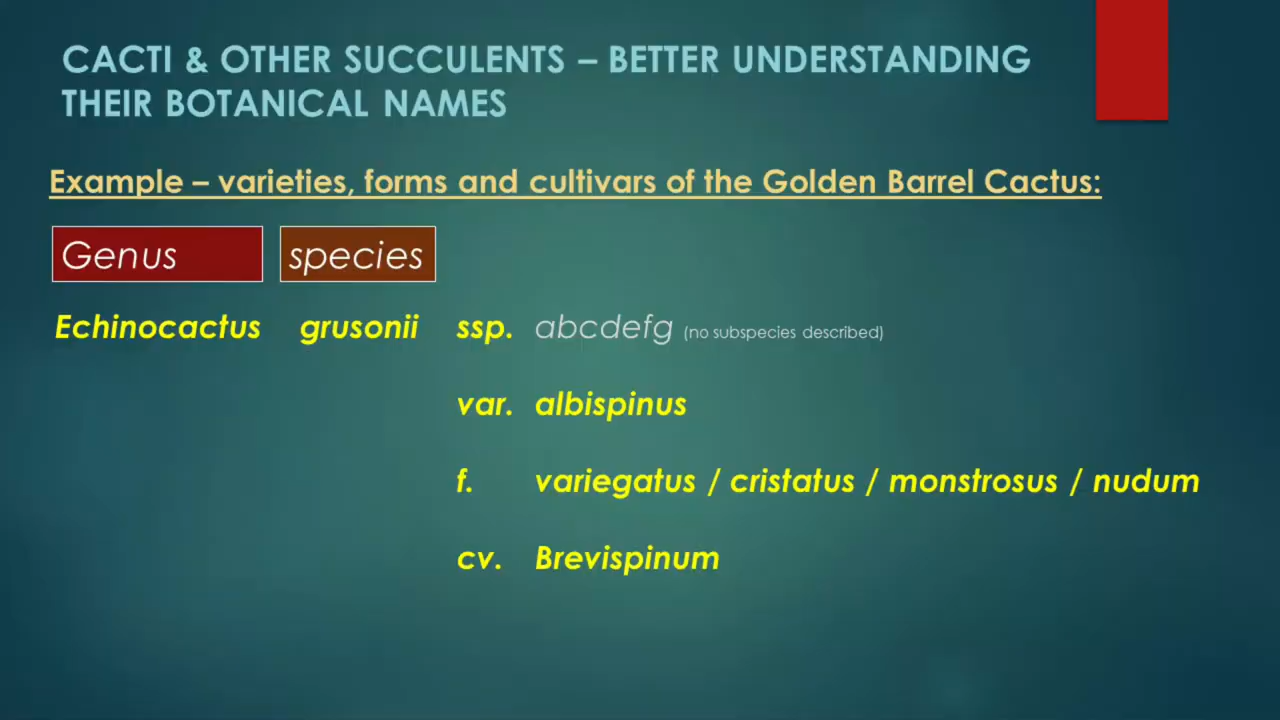 CACTI & OTHER SUCCULENTS – BETTER UNDERSTANDING
THEIR BOTANICAL NAMES
Example – varieties, forms and cultivars of the Golden Barrel Cactus:
Genus species
Echinocactus grusonii ssp. abcdefg (no subspecies described)
var. albispinus
f. variegatus / cristatus / monstrosus / nudum
cv. Brevispinum